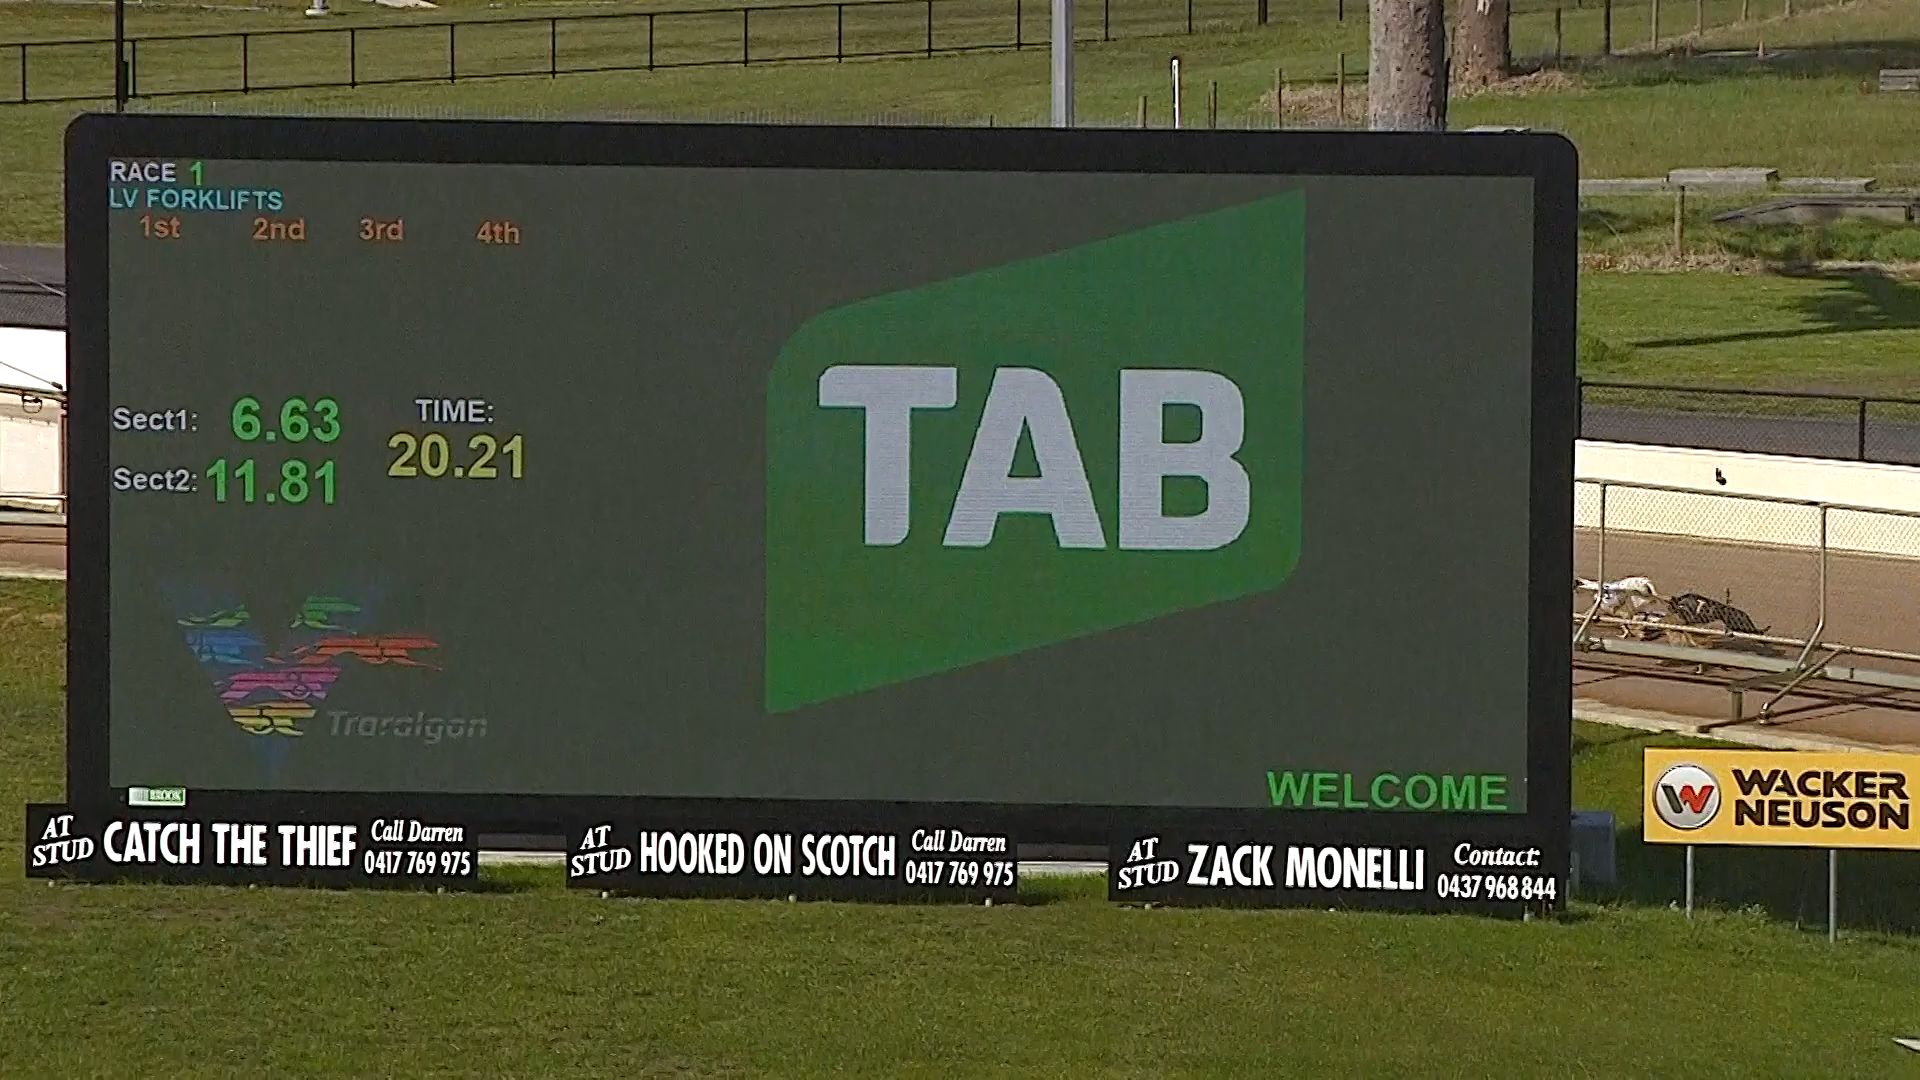 RACE 1
LV FORKLIFTS
1st 2nd 3rd 4th
Sect1: 6.63
Sect2: 11.81
TIME:
20.21
TAB
Traralgon
WELCOME
BROOK
AT STUD CATCH THE THIEF Call Darren 0417 769 975
AT STUD HOOKED ON SCOTCH Call Darren 0417 769 975
AT STUD ZACK MONELLI Contact: 0437 968 844
WACKER
NEUSON